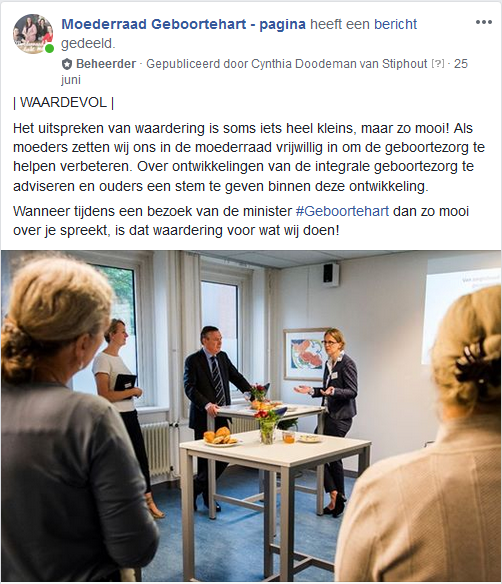 Moederraad Geboortehart - pagina heeft een bericht
gedeeld.
Beheerder · Gepubliceerd door Cynthia Doodeman van Stiphout [?] · 25
juni
| WAARDEVOL |
Het uitspreken van waardering is soms iets heel kleins, maar zo mooi! Als
moeders zetten wij ons in de moederraad vrijwillig in om de geboortezorg te
helpen verbeteren. Over ontwikkelingen van de integrale geboortezorg te
adviseren en ouders een stem te geven binnen deze ontwikkeling.
Wanneer tijdens een bezoek van de minister #Geboortehart dan zo mooi
over je spreekt, is dat waardering voor wat wij doen!